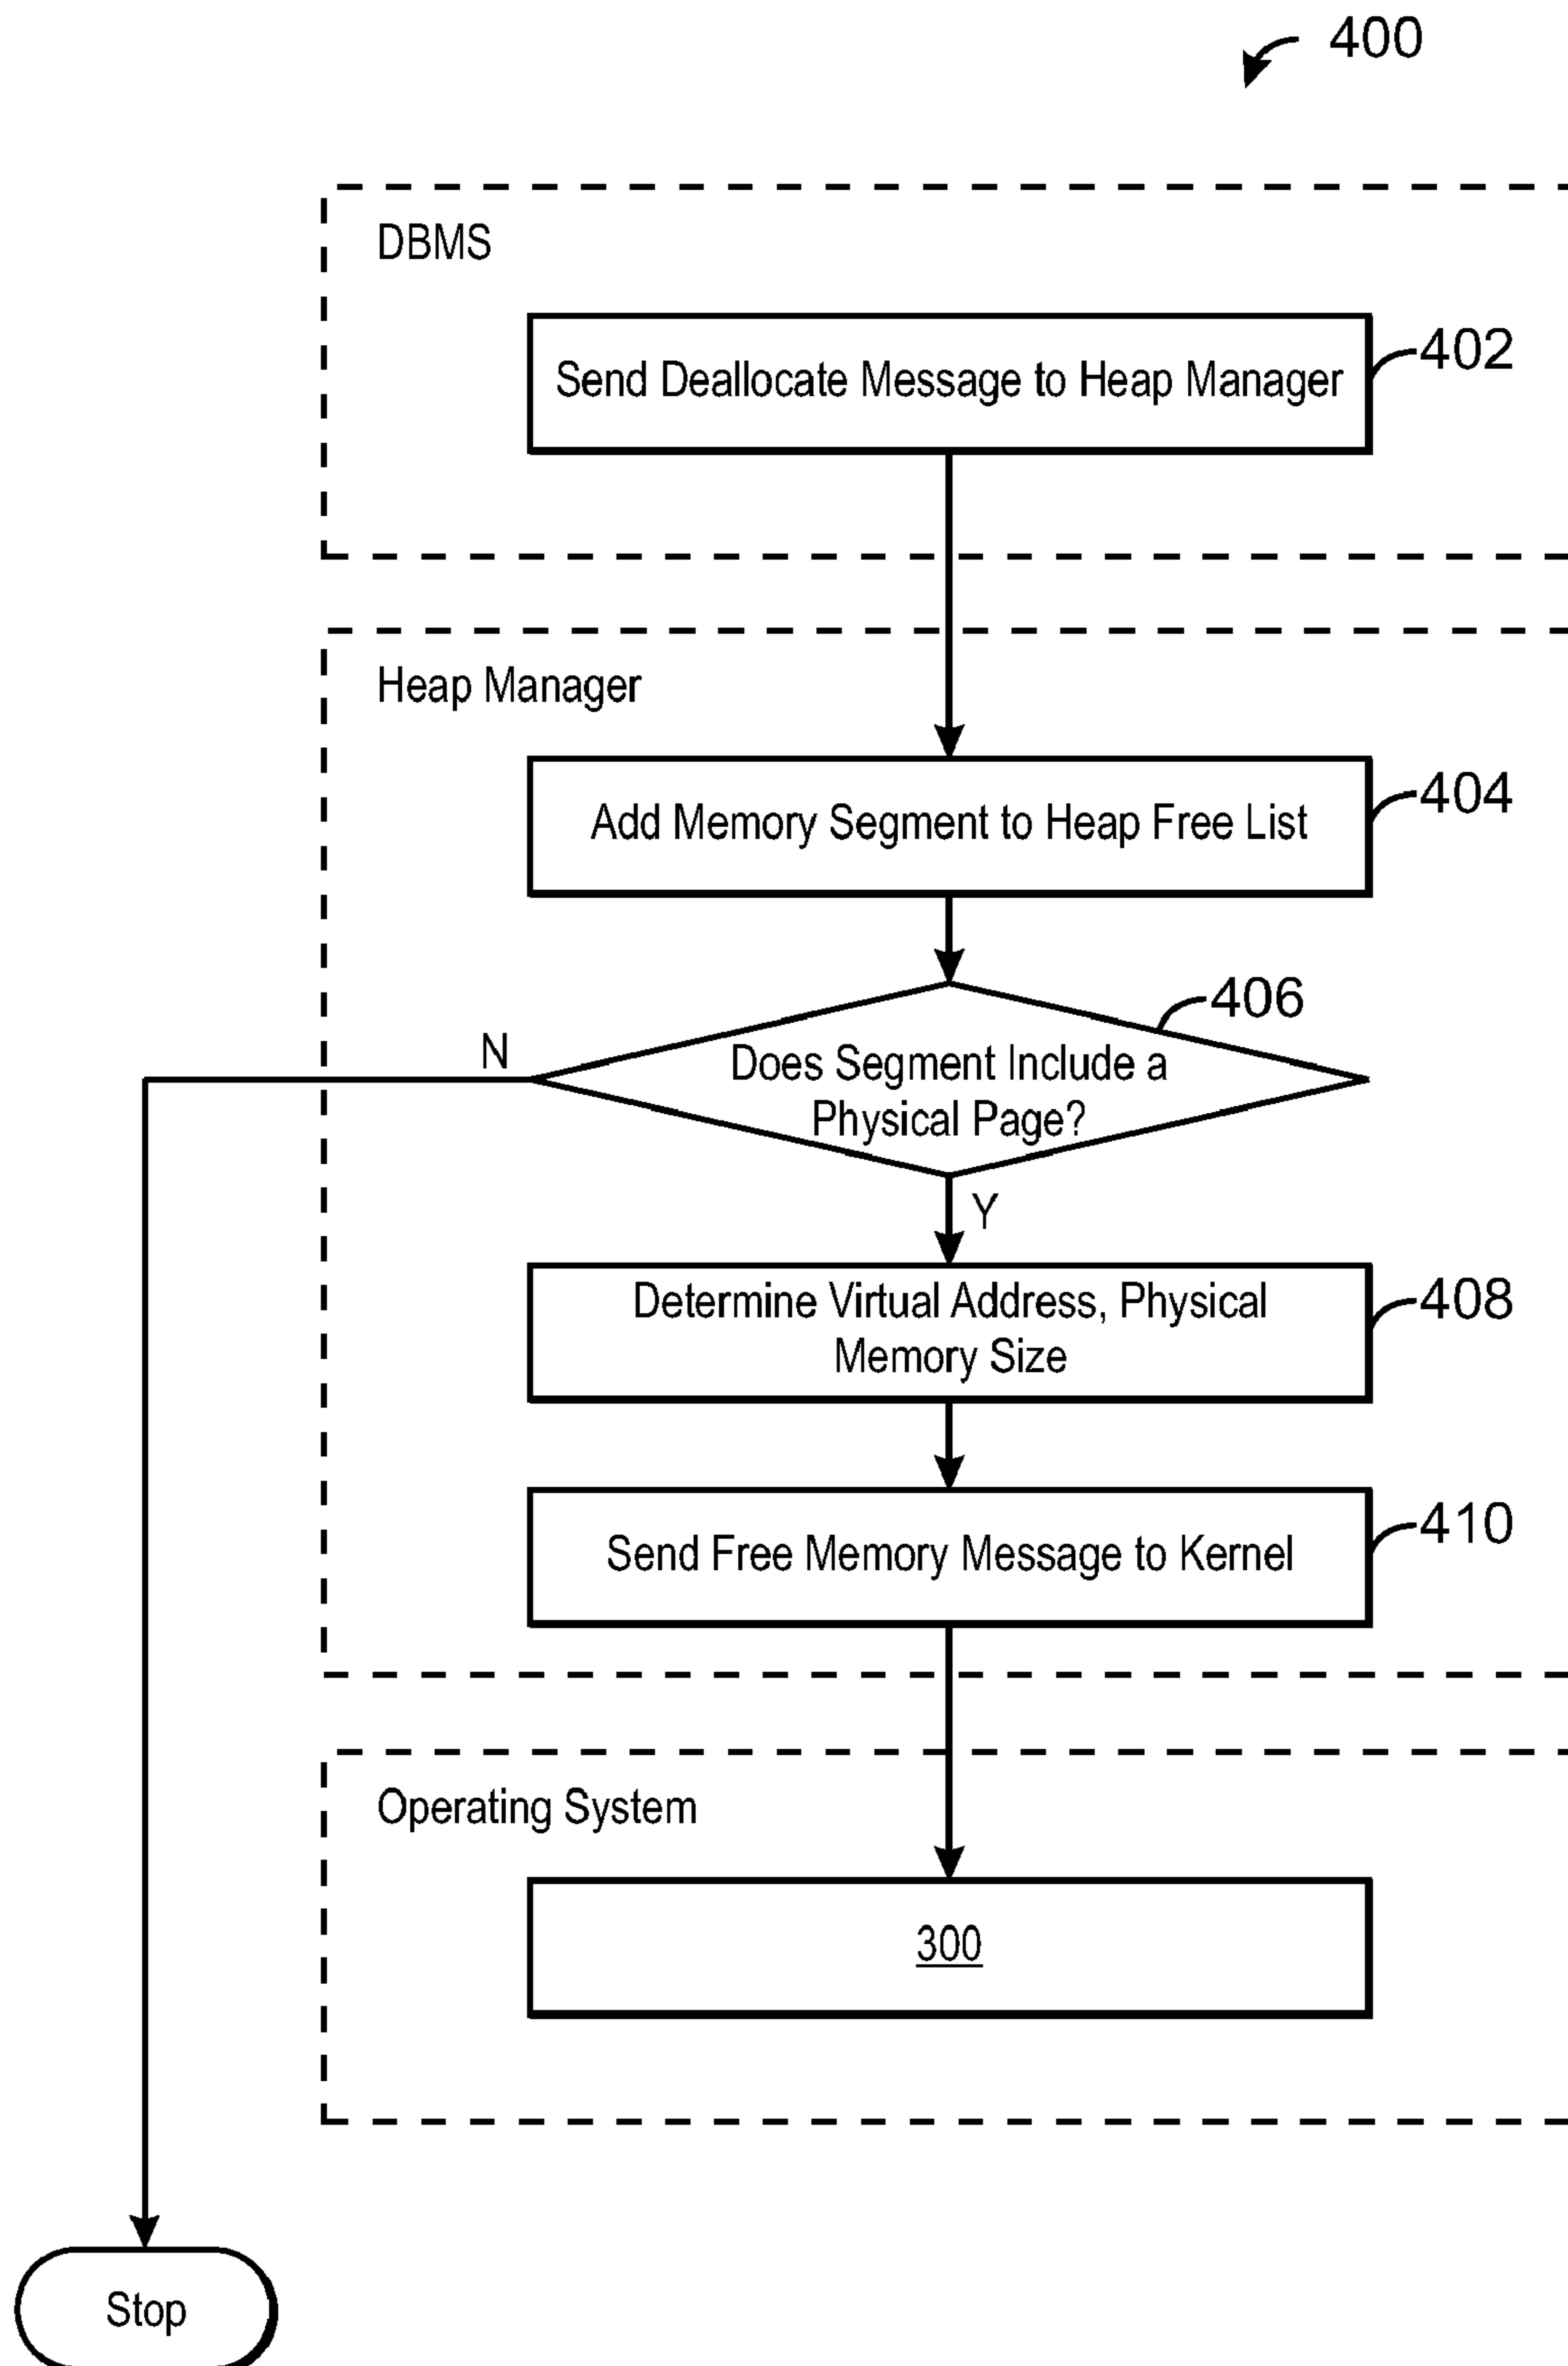 400
DBMS
Send Deallocate Message to Heap Manager
402
Heap Manager
Add Memory Segment to Heap Free List
404
406
N
Does Segment Include a
Physical Page?
Y
Determine Virtual Address, Physical
Memory Size
408
Send Free Memory Message to Kernel
410
Operating System
300
Stop